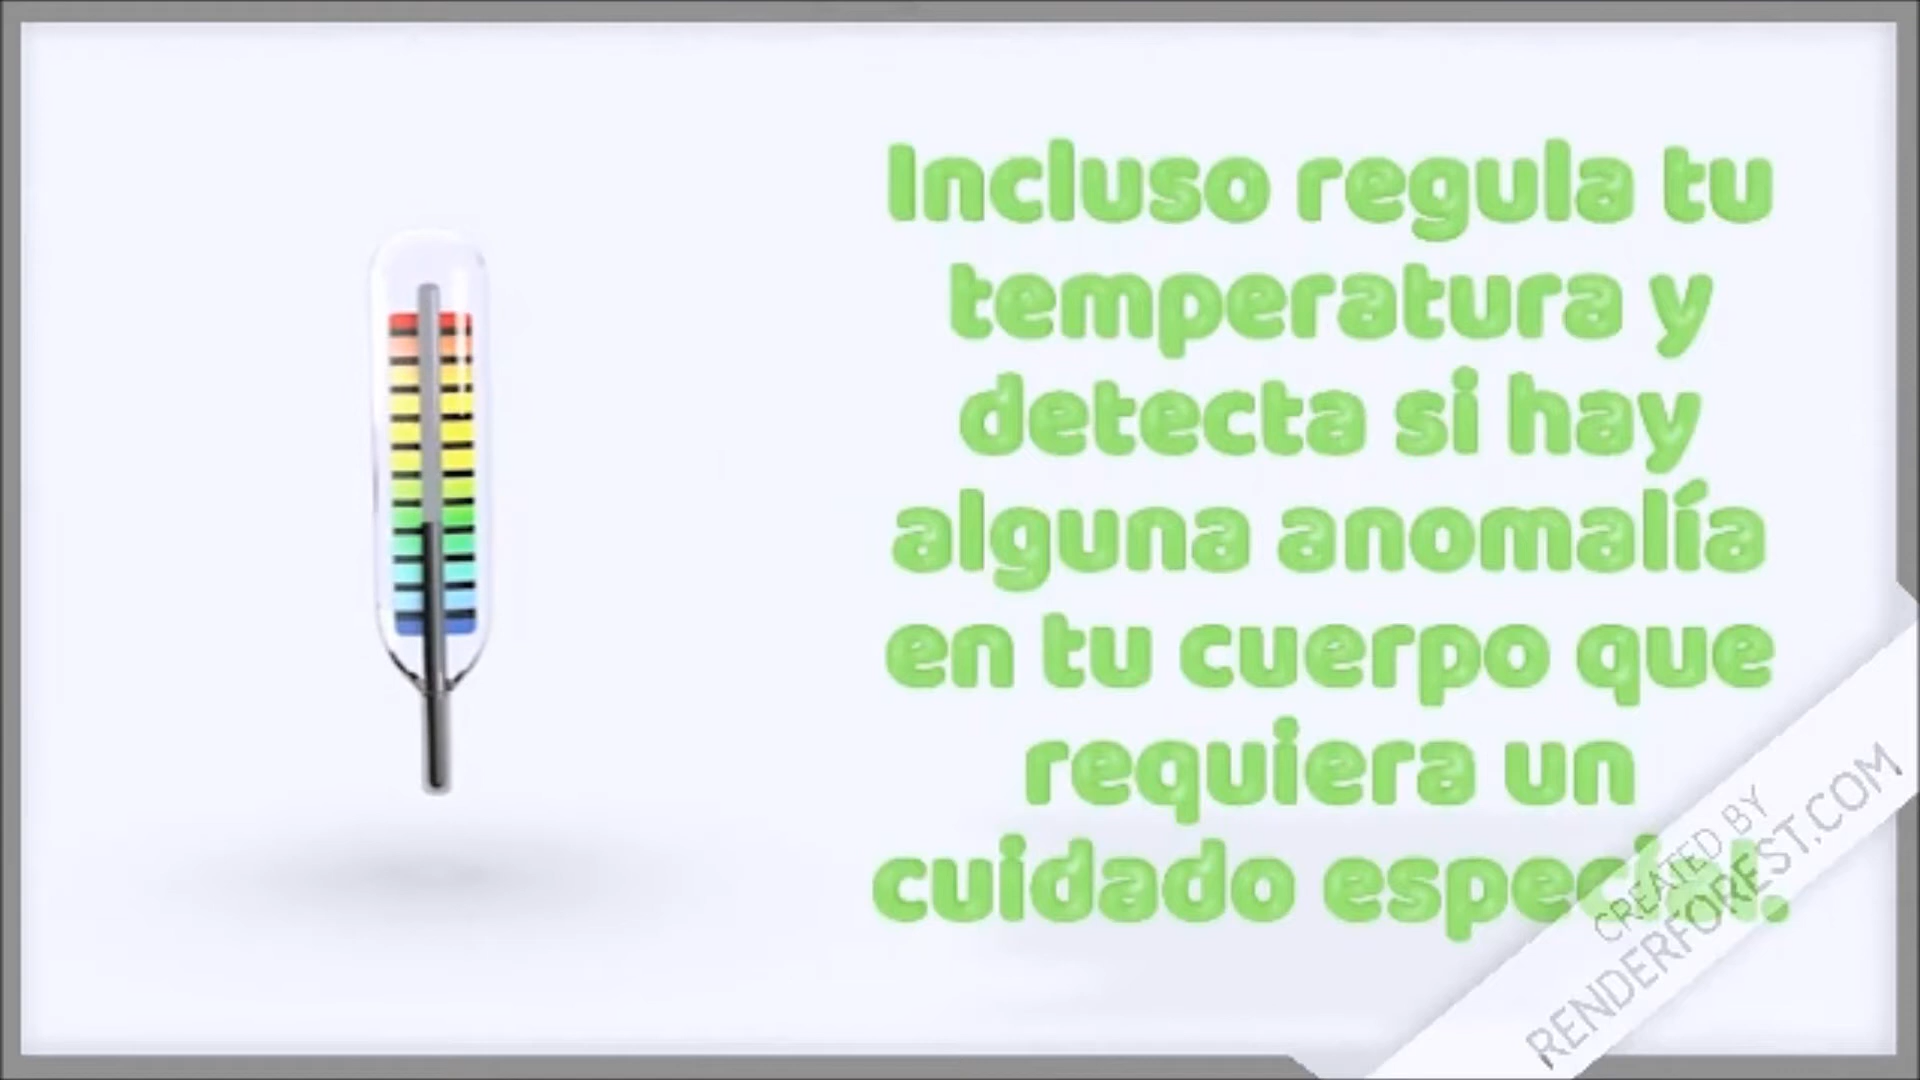 Incluso regula tu
temperatura y
detecta si hay
alguna anomalía
en tu cuerpo que
requiera un
cuidado especial.
CREATED BY
RENDERFOREST.COM